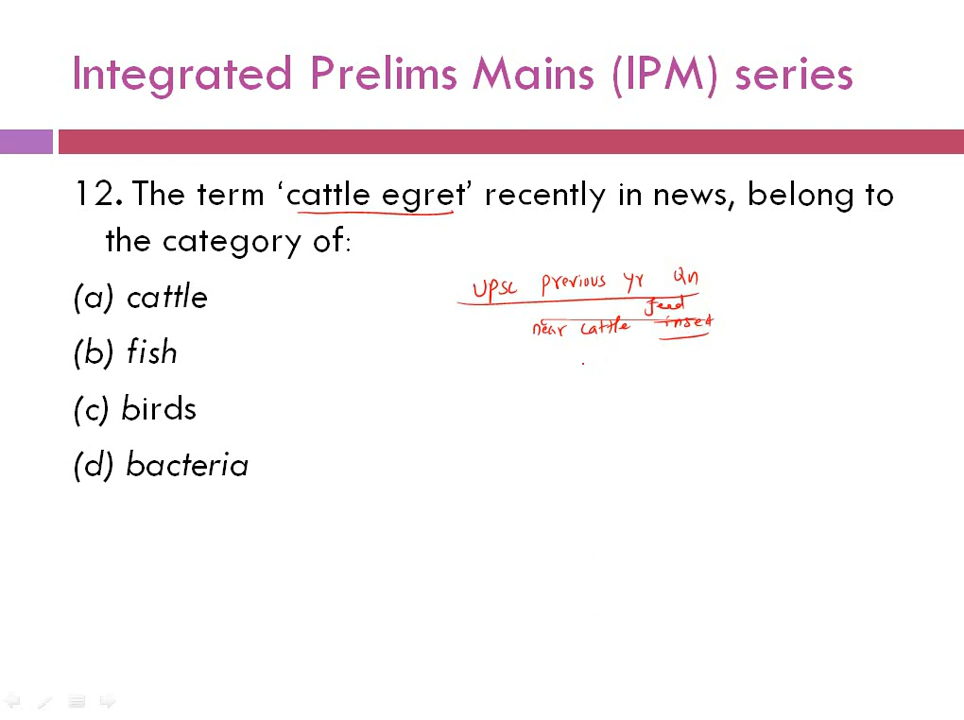 Integrated Prelims Mains (IPM) series
12. The term ‘cattle egret’ recently in news, belong to
the category of:
(a) cattle
UPSC previous yr Qn
feed
near cattle insect
(b) fish
(c) birds
(d) bacteria